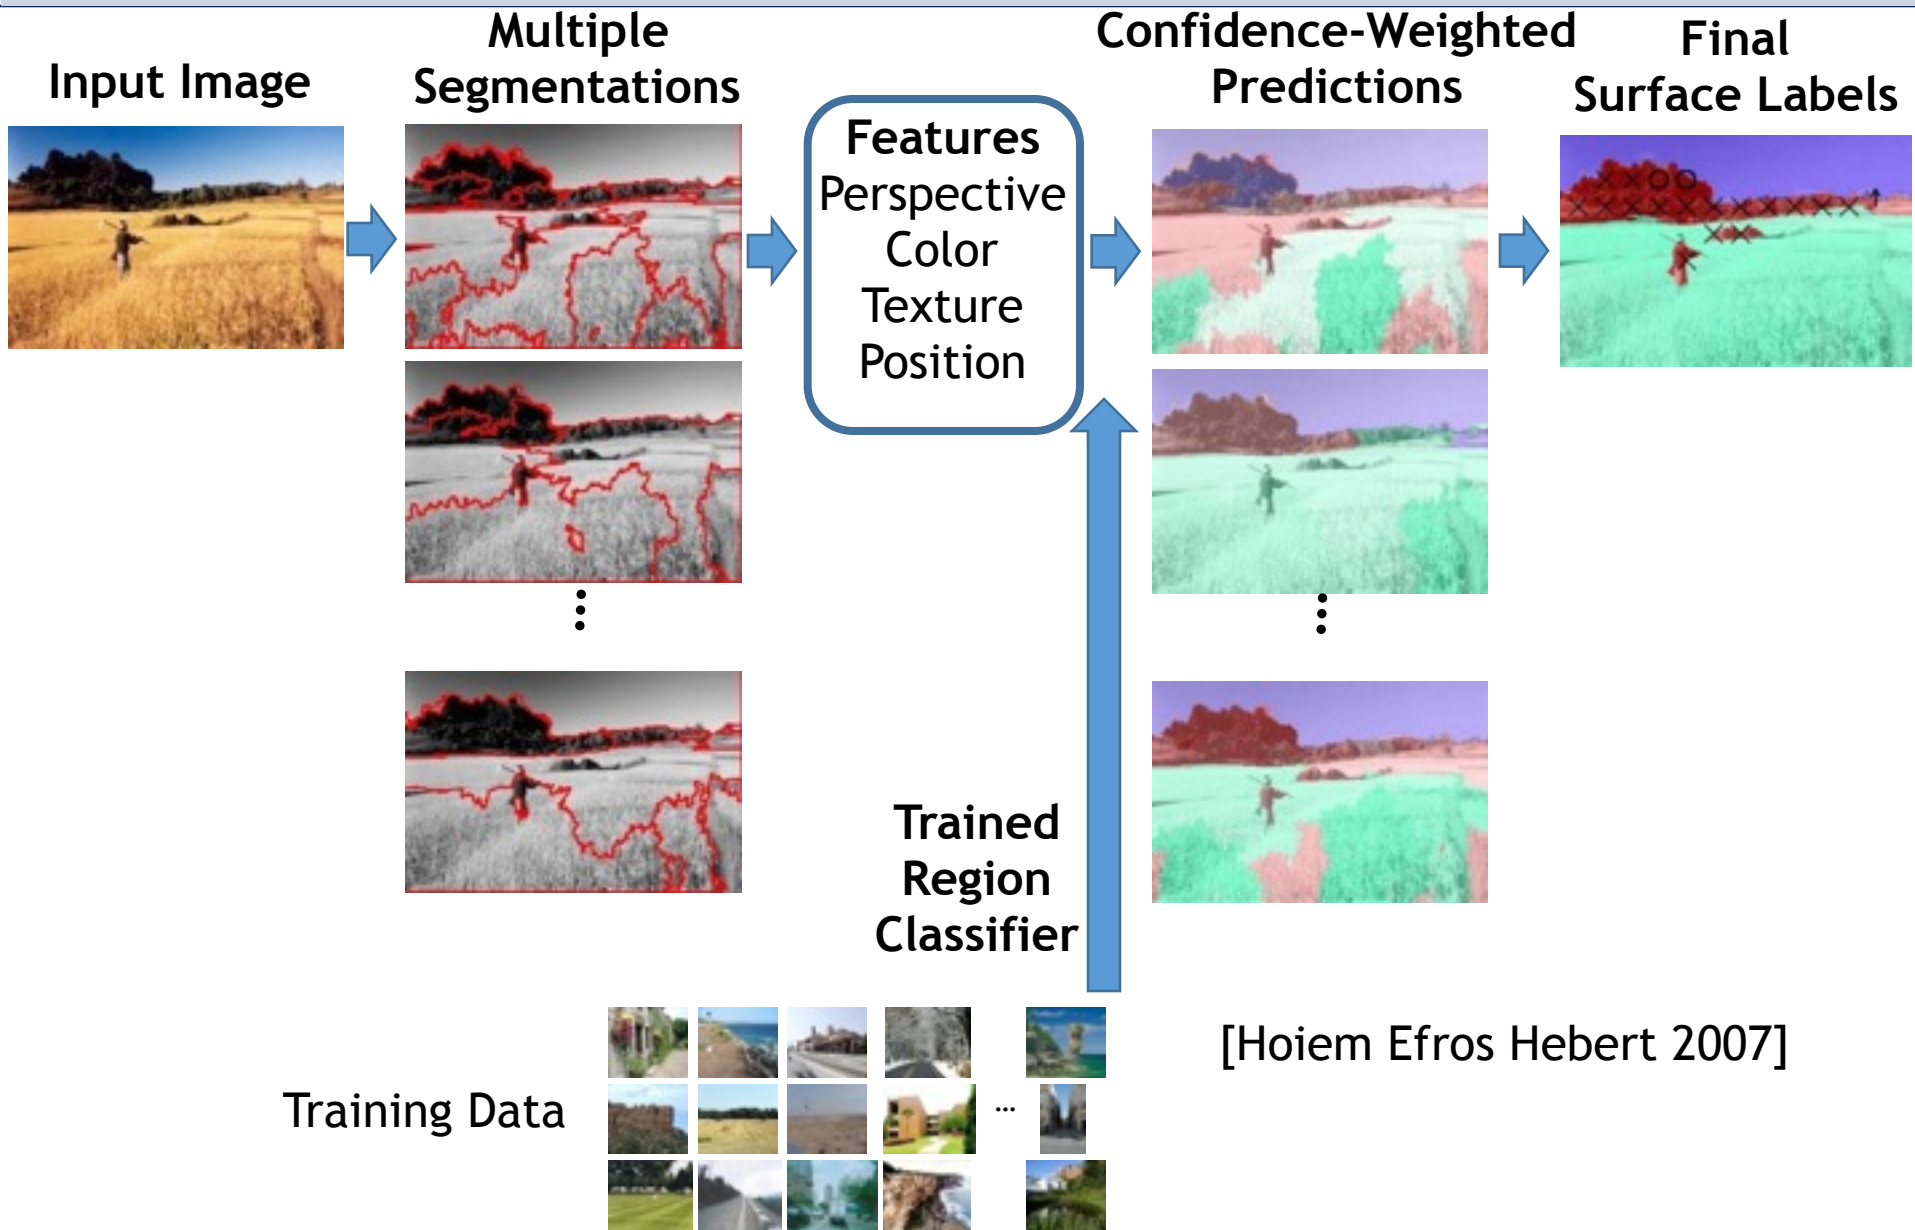 Input Image
Multiple
Segmentations
Features
Perspective
Color
Texture
Position
Confidence-Weighted
Predictions
Final
Surface Labels
Trained
Region
Classifier
Training Data
...
[Hoiem Efros Hebert 2007]